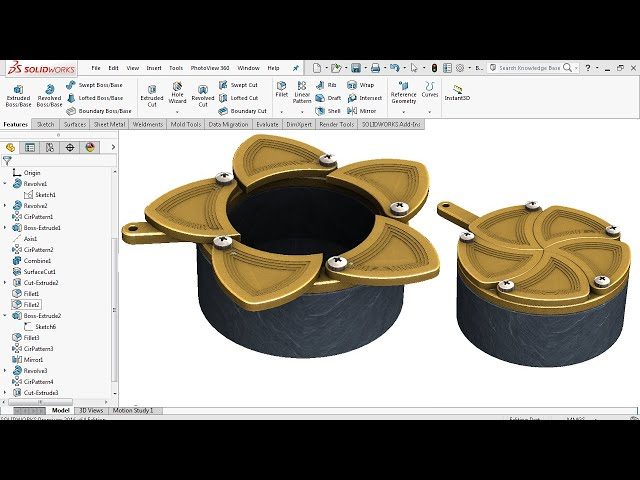 SOLIDWORKS File Edit View Insert Tools PhotoView 360 Window Help B... Search Knowledge Base
Extruded Boss/Base Revolved Boss/Base Swept Boss/Base Extruded Cut Hole Wizard Revolved Cut Swept Cut Fillet Linear Pattern Rib Wrap Reference Geometry Curves Instant3D
Lofted Boss/Base Lofted Cut Draft Intersect
Boundary Boss/Base Boundary Cut Shell Mirror
Features Sketch Surfaces Sheet Metal Weldments Mold Tools Data Migration Evaluate DimXpert Render Tools SOLIDWORKS Add-Ins
Origin
Revolve1
Sketch1
Revolve2
CirPattern1
Boss-Extrude1
Axis1
CirPattern2
Combine1
SurfaceCut1
Cut-Extrude2
Fillet1
Fillet2
Boss-Extrude2
Sketch6
Fillet3
CirPattern3
Mirror1
Revolve3
CirPattern4
Cut-Extrude3
Model 3D Views Motion Study 1